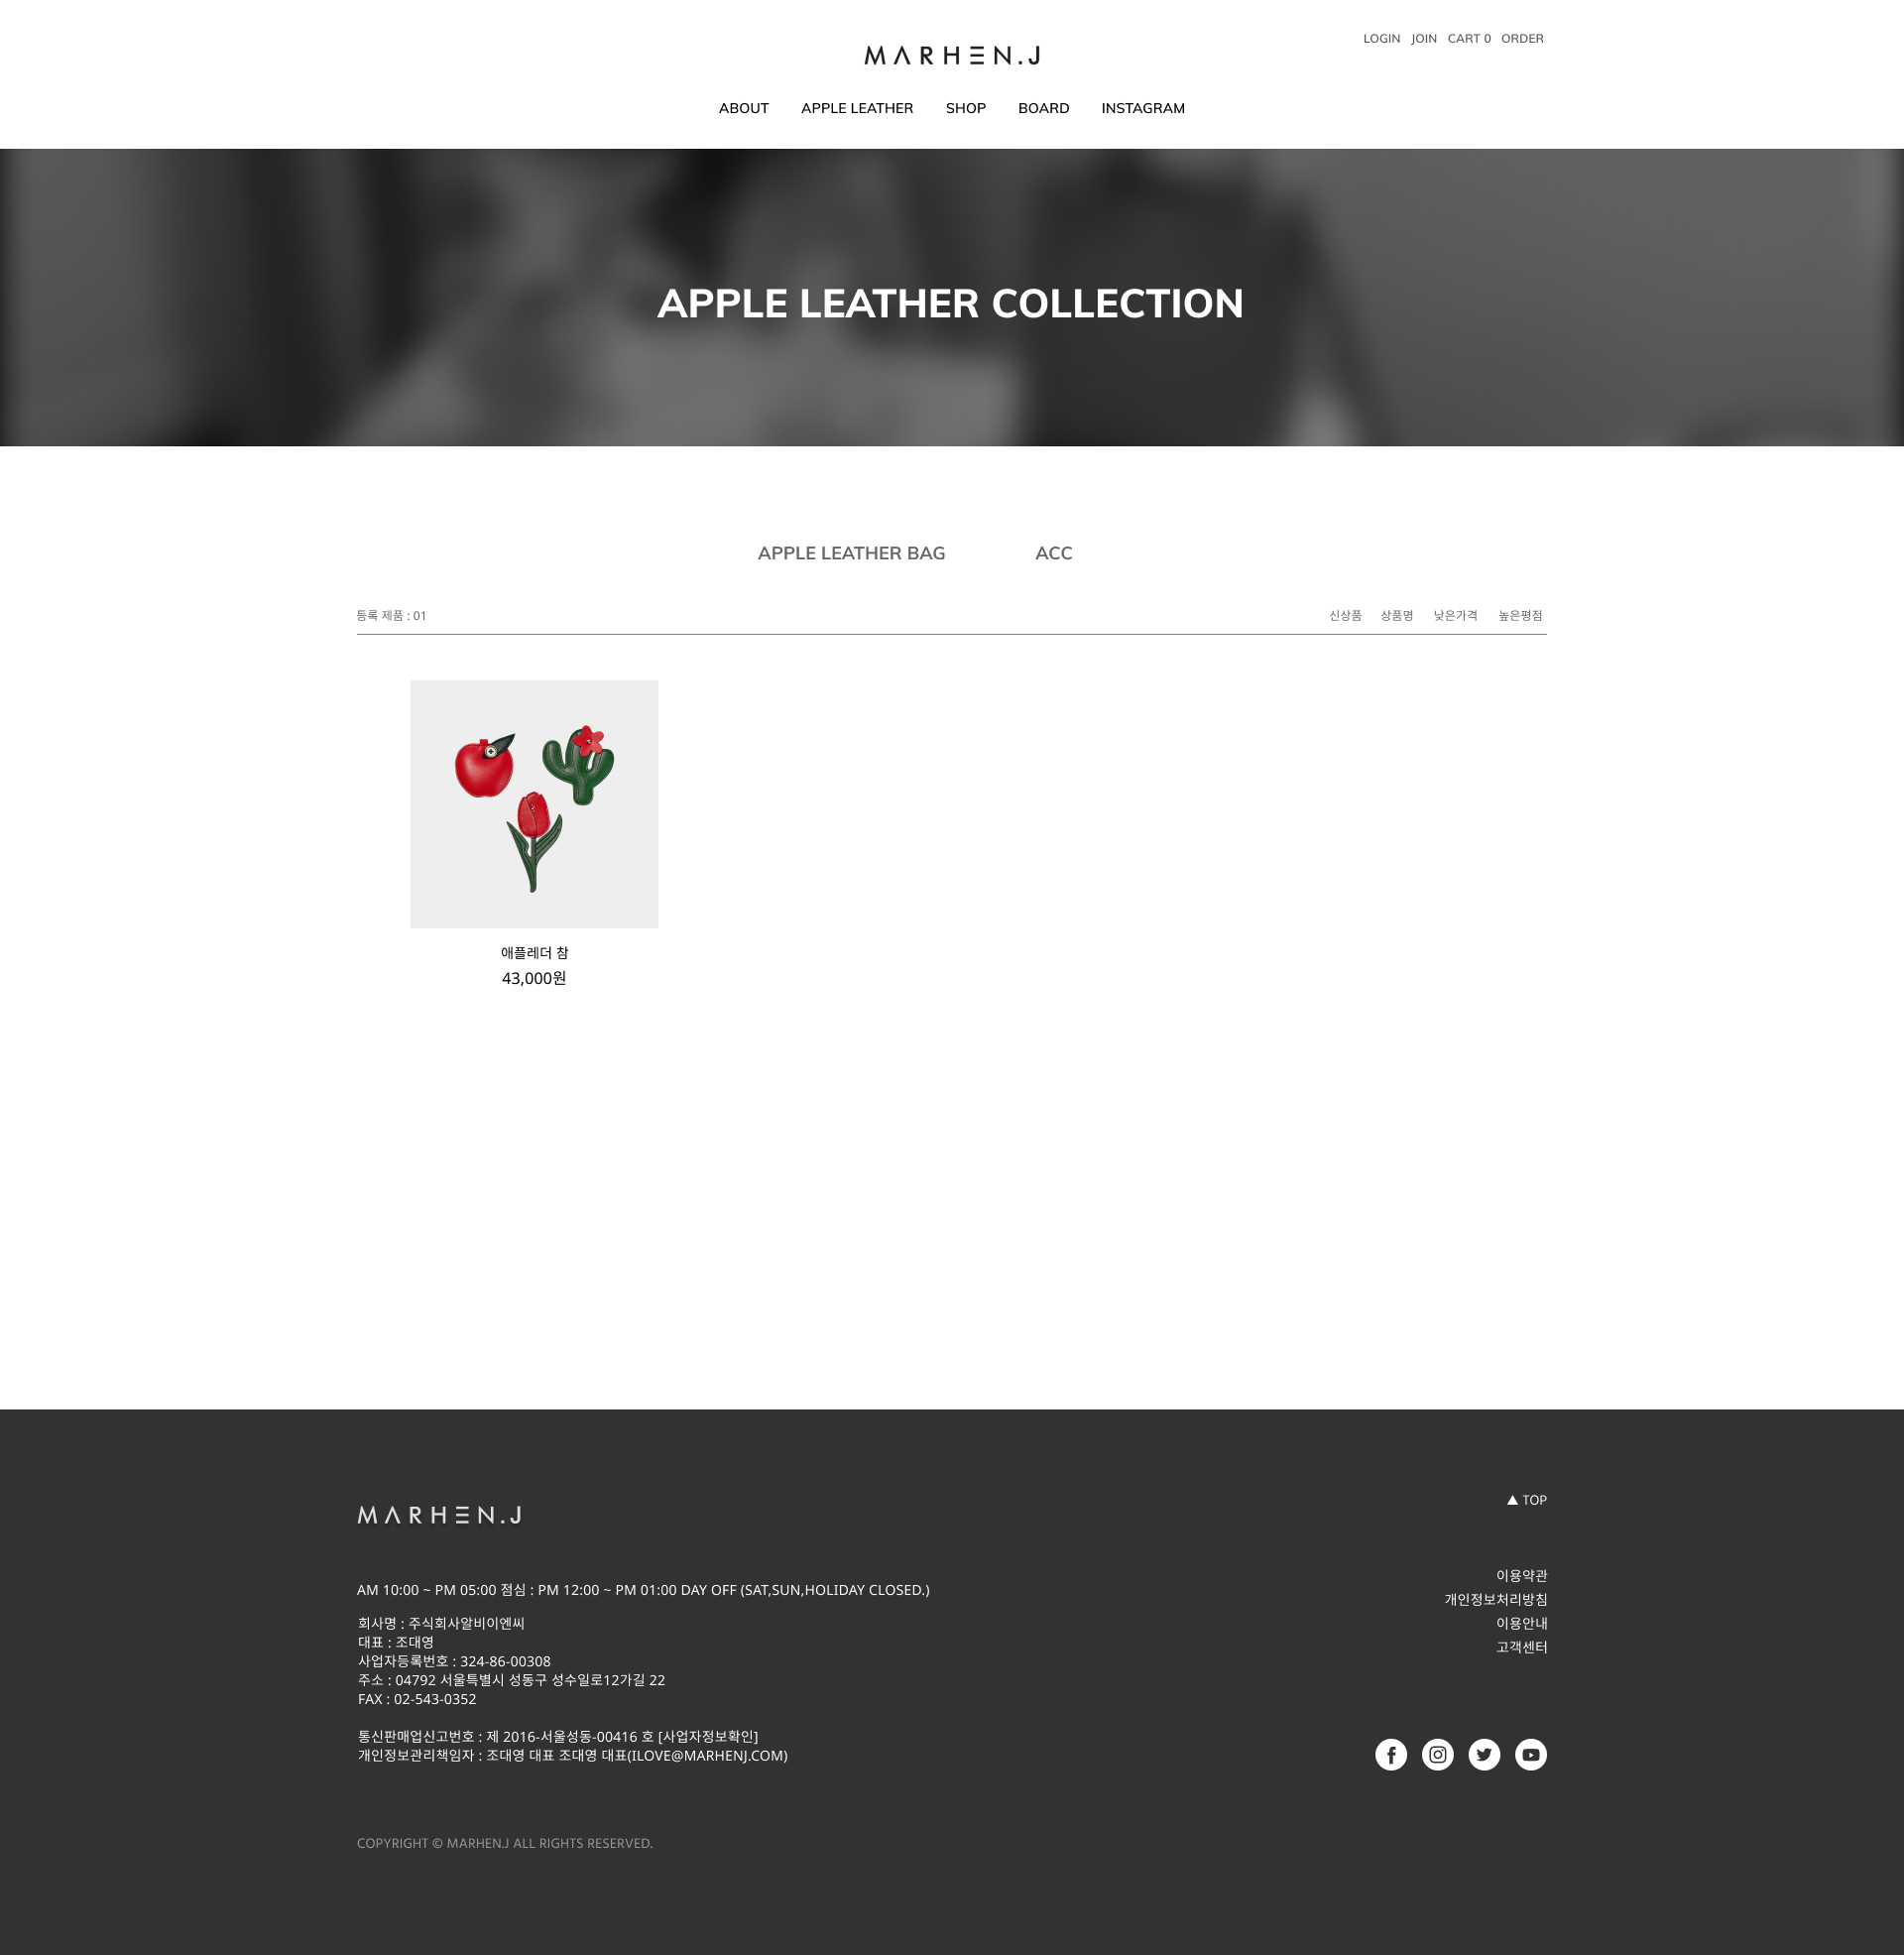 LOGIN JOIN CART 0 ORDER
MARHEN.J
ABOUT APPLE LEATHER SHOP BOARD INSTAGRAM
APPLE LEATHER COLLECTION
APPLE LEATHER BAG ACC
등록 제품 : 01 신상품 상품명 낮은가격 높은평점
애플레더 참
43,000원
▲ TOP
MARHEN.J
AM 10:00 ~ PM 05:00 점심 : PM 12:00 ~ PM 01:00 DAY OFF (SAT,SUN,HOLIDAY CLOSED.)
회사명 : 주식회사알비이엔씨
대표 : 조대영
사업자등록번호 : 324-86-00308
주소 : 04792 서울특별시 성동구 성수일로12가길 22
FAX : 02-543-0352
통신판매업신고번호 : 제 2016-서울성동-00416 호 [사업자정보확인]
개인정보관리책임자 : 조대영 대표 조대영 대표(ILOVE@MARHENJ.COM)
이용약관
개인정보처리방침
이용안내
고객센터
COPYRIGHT © MARHEN.J ALL RIGHTS RESERVED.